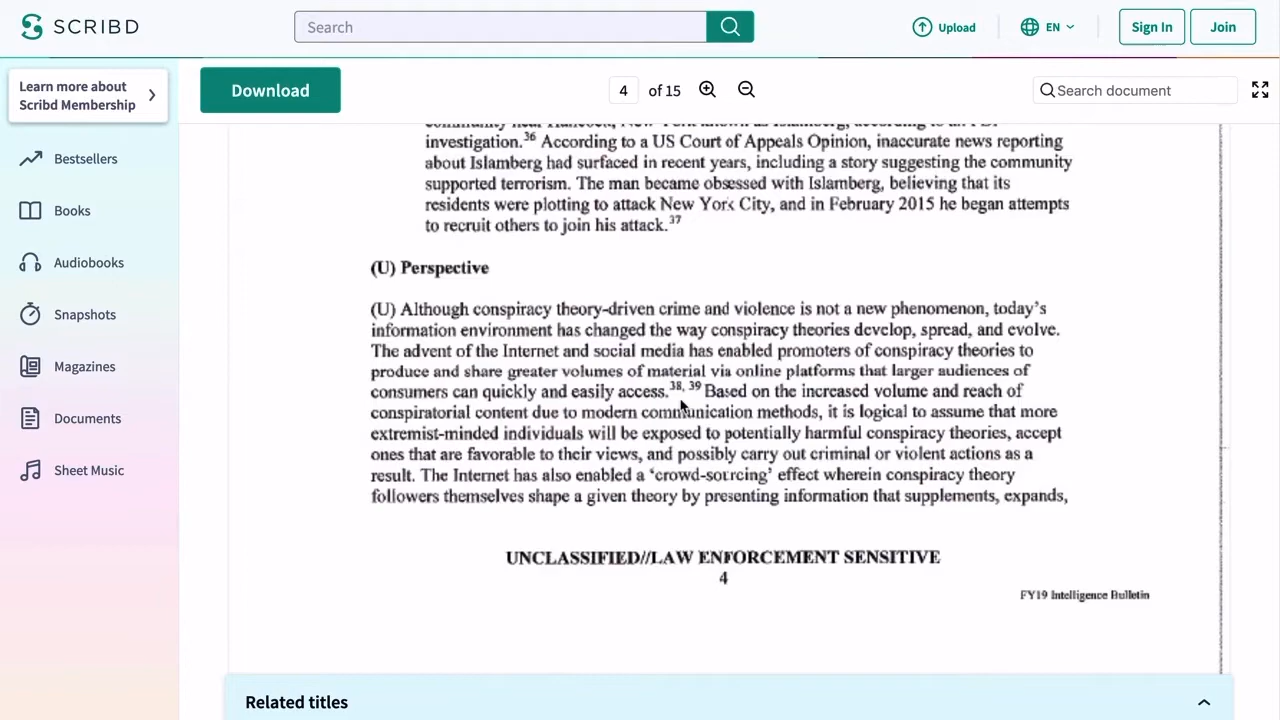 SCRIBD
Search
Upload
EN
Sign In
Join
Learn more about
Scribd Membership
Download
4 of 15
Search document
Bestsellers
Books
Audiobooks
Snapshots
Magazines
Documents
Sheet Music
investigation.36 According to a US Court of Appeals Opinion, inaccurate news reporting
about Islamberg had surfaced in recent years, including a story suggesting the community
supported terrorism. The man became obsessed with Islamberg, believing that its
residents were plotting to attack New York City, and in February 2015 he began attempts
to recruit others to join his attack.37
(U) Perspective
(U) Although conspiracy theory-driven crime and violence is not a new phenomenon, today's
information environment has changed the way conspiracy theories develop, spread, and evolve.
The advent of the Internet and social media has enabled promoters of conspiracy theories to
produce and share greater volumes of material via online platforms that larger audiences of
consumers can quickly and easily access.38, 39 Based on the increased volume and reach of
conspiratorial content due to modern communication methods, it is logical to assume that more
extremist-minded individuals will be exposed to potentially harmful conspiracy theories, accept
ones that are favorable to their views, and possibly carry out criminal or violent actions as a
result. The Internet has also enabled a 'crowd-sourcing' effect wherein conspiracy theory
followers themselves shape a given theory by presenting information that supplements, expands,
UNCLASSIFIED//LAW ENFORCEMENT SENSITIVE
4
FY19 Intelligence Bulletin
Related titles